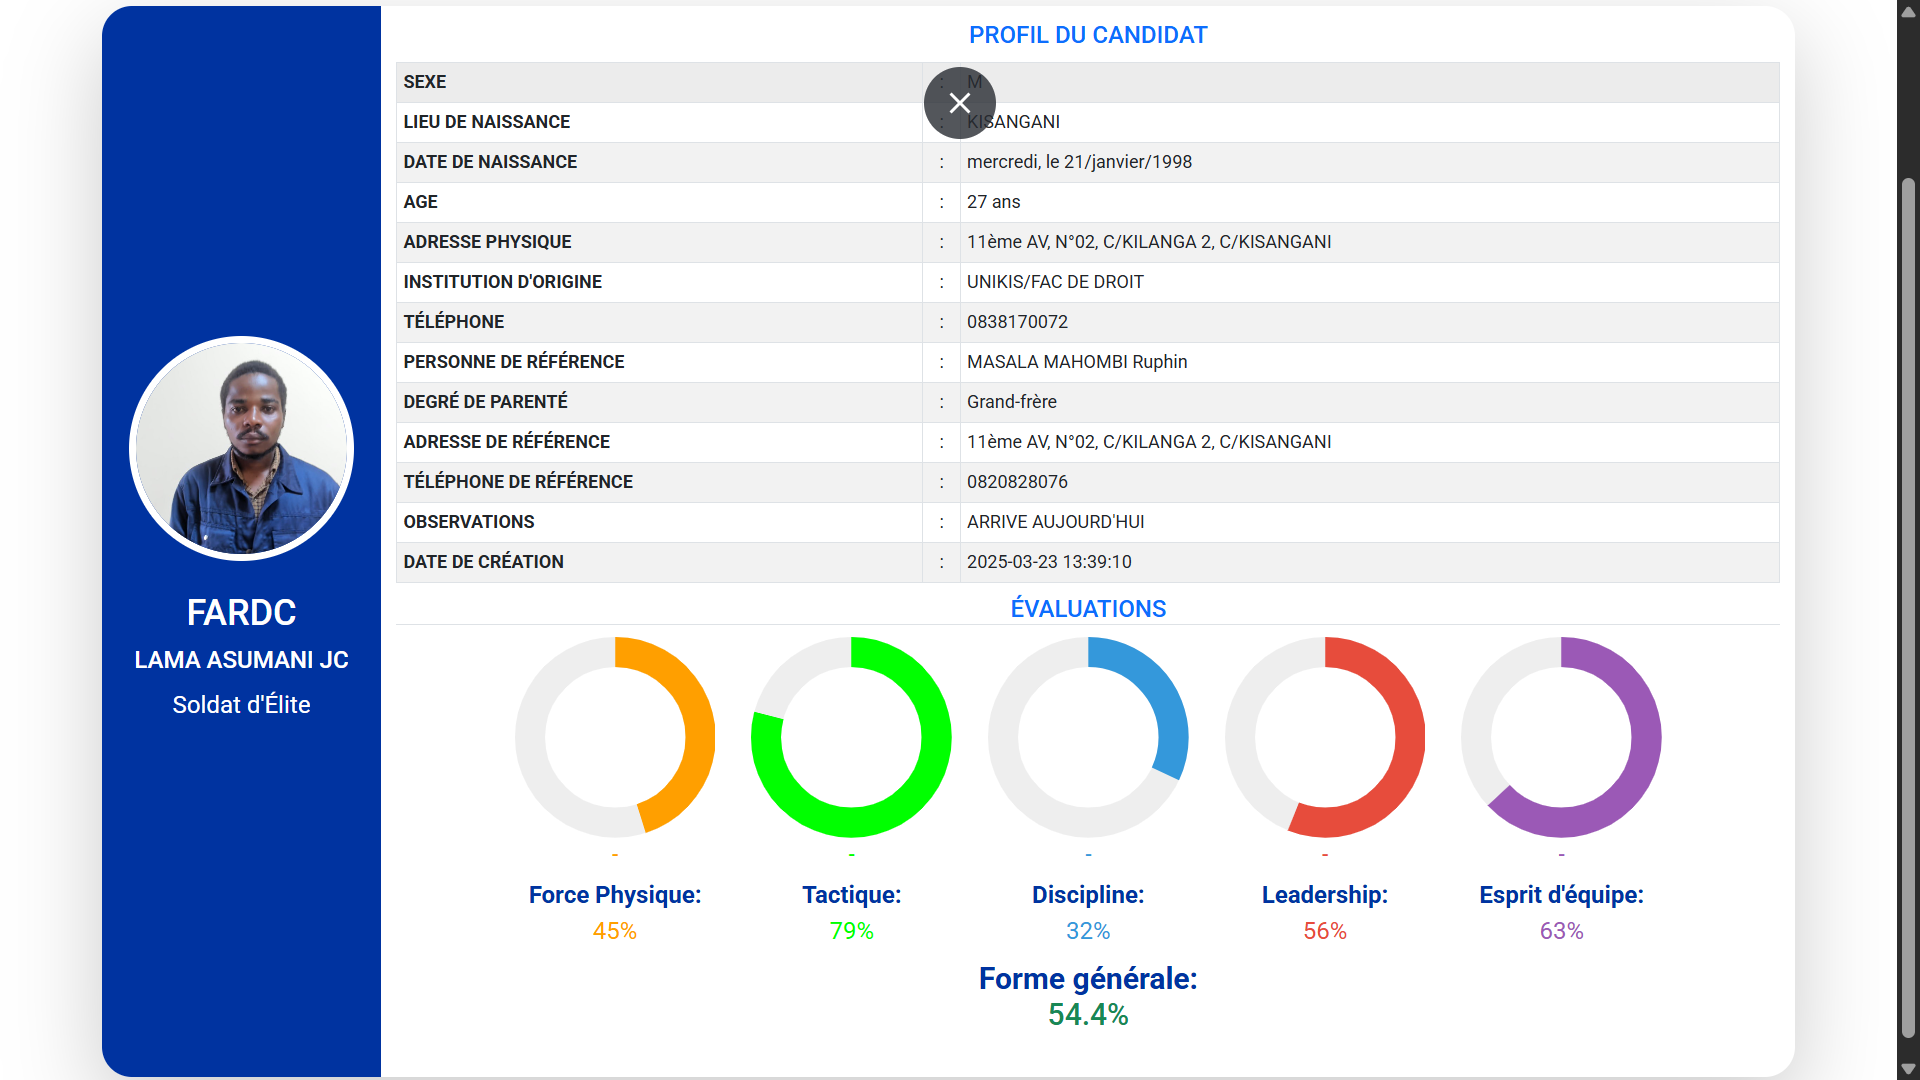 PROFIL DU CANDIDAT
SEXE : M
LIEU DE NAISSANCE : KISANGANI
DATE DE NAISSANCE : mercredi, le 21/janvier/1998
AGE : 27 ans
ADRESSE PHYSIQUE : 11ème AV, N°02, C/KILANGA 2, C/KISANGANI
INSTITUTION D'ORIGINE : UNIKIS/FAC DE DROIT
TÉLÉPHONE : 0838170072
PERSONNE DE RÉFÉRENCE : MASALA MAHOMBI Ruphin
DEGRÉ DE PARENTÉ : Grand-frère
ADRESSE DE RÉFÉRENCE : 11ème AV, N°02, C/KILANGA 2, C/KISANGANI
TÉLÉPHONE DE RÉFÉRENCE : 0820828076
OBSERVATIONS : ARRIVE AUJOURD'HUI
DATE DE CRÉATION : 2025-03-23 13:39:10
FARDC
LAMA ASUMANI JC
Soldat d'Élite
ÉVALUATIONS
- - - - -
Force Physique: Tactique: Discipline: Leadership: Esprit d'équipe:
45% 79% 32% 56% 63%
Forme générale:
54.4%